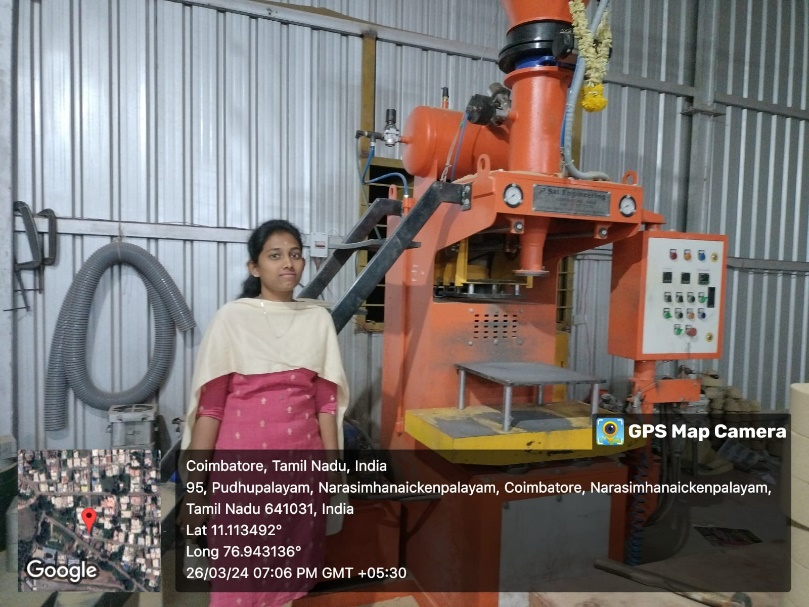 GPS Map Camera
Coimbatore, Tamil Nadu, India
95, Pudhupalayam, Narasimhanaickenpalayam, Coimbatore, Narasimhanaickenpalayam,
Tamil Nadu 641031, India
Lat 11.113492°
Long 76.943136°
26/03/24 07:06 PM GMT +05:30
Google